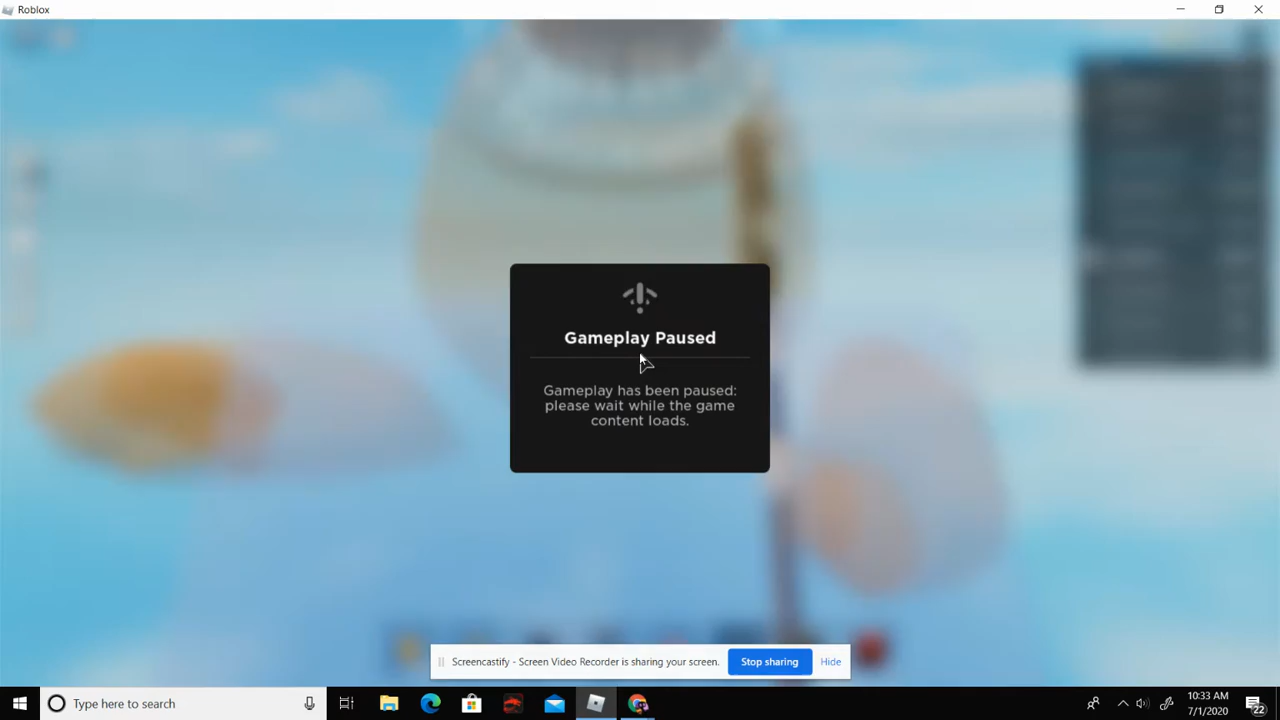 Roblox
Gameplay Paused
Gameplay has been paused:
please wait while the game
content loads.
Screencastify - Screen Video Recorder is sharing your screen.
Stop sharing
Hide
Type here to search
10:33 AM
7/1/2020
22